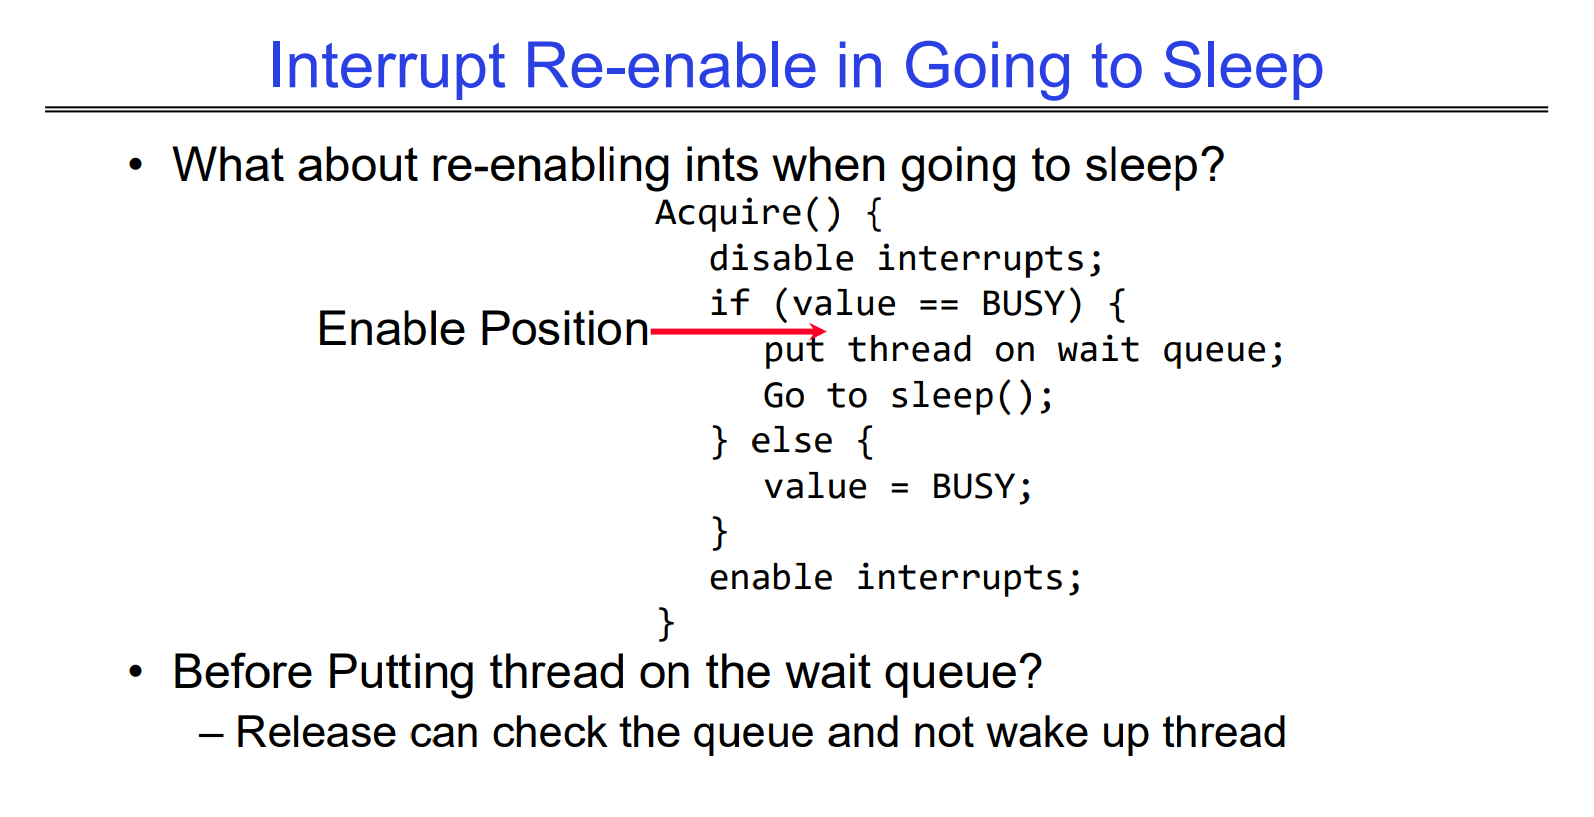 Interrupt Re-enable in Going to Sleep
• What about re-enabling ints when going to sleep?
Acquire() {
disable interrupts;
if (value == BUSY) {
Enable Position
put thread on wait queue;
Go to sleep();
} else {
value = BUSY;
}
enable interrupts;
}
• Before Putting thread on the wait queue?
– Release can check the queue and not wake up thread